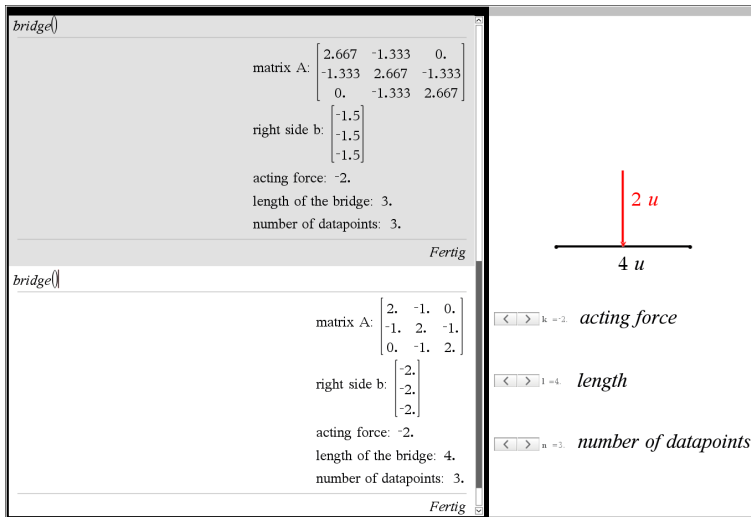 bridge()
matrix A: [2.667 -1.333 0.
-1.333 2.667 -1.333
0. -1.333 2.667]
right side b: [-1.5
-1.5
-1.5]
acting force: -2.
length of the bridge: 3.
number of datapoints: 3.
Fertig
bridge()
matrix A: [2. -1. 0.
-1. 2. -1.
0. -1. 2.]
right side b: [-2.
-2.
-2.]
acting force: -2.
length of the bridge: 4.
number of datapoints: 3.
Fertig
2 u
4 u
k =-2. acting force
l =4. length
n =3. number of datapoints